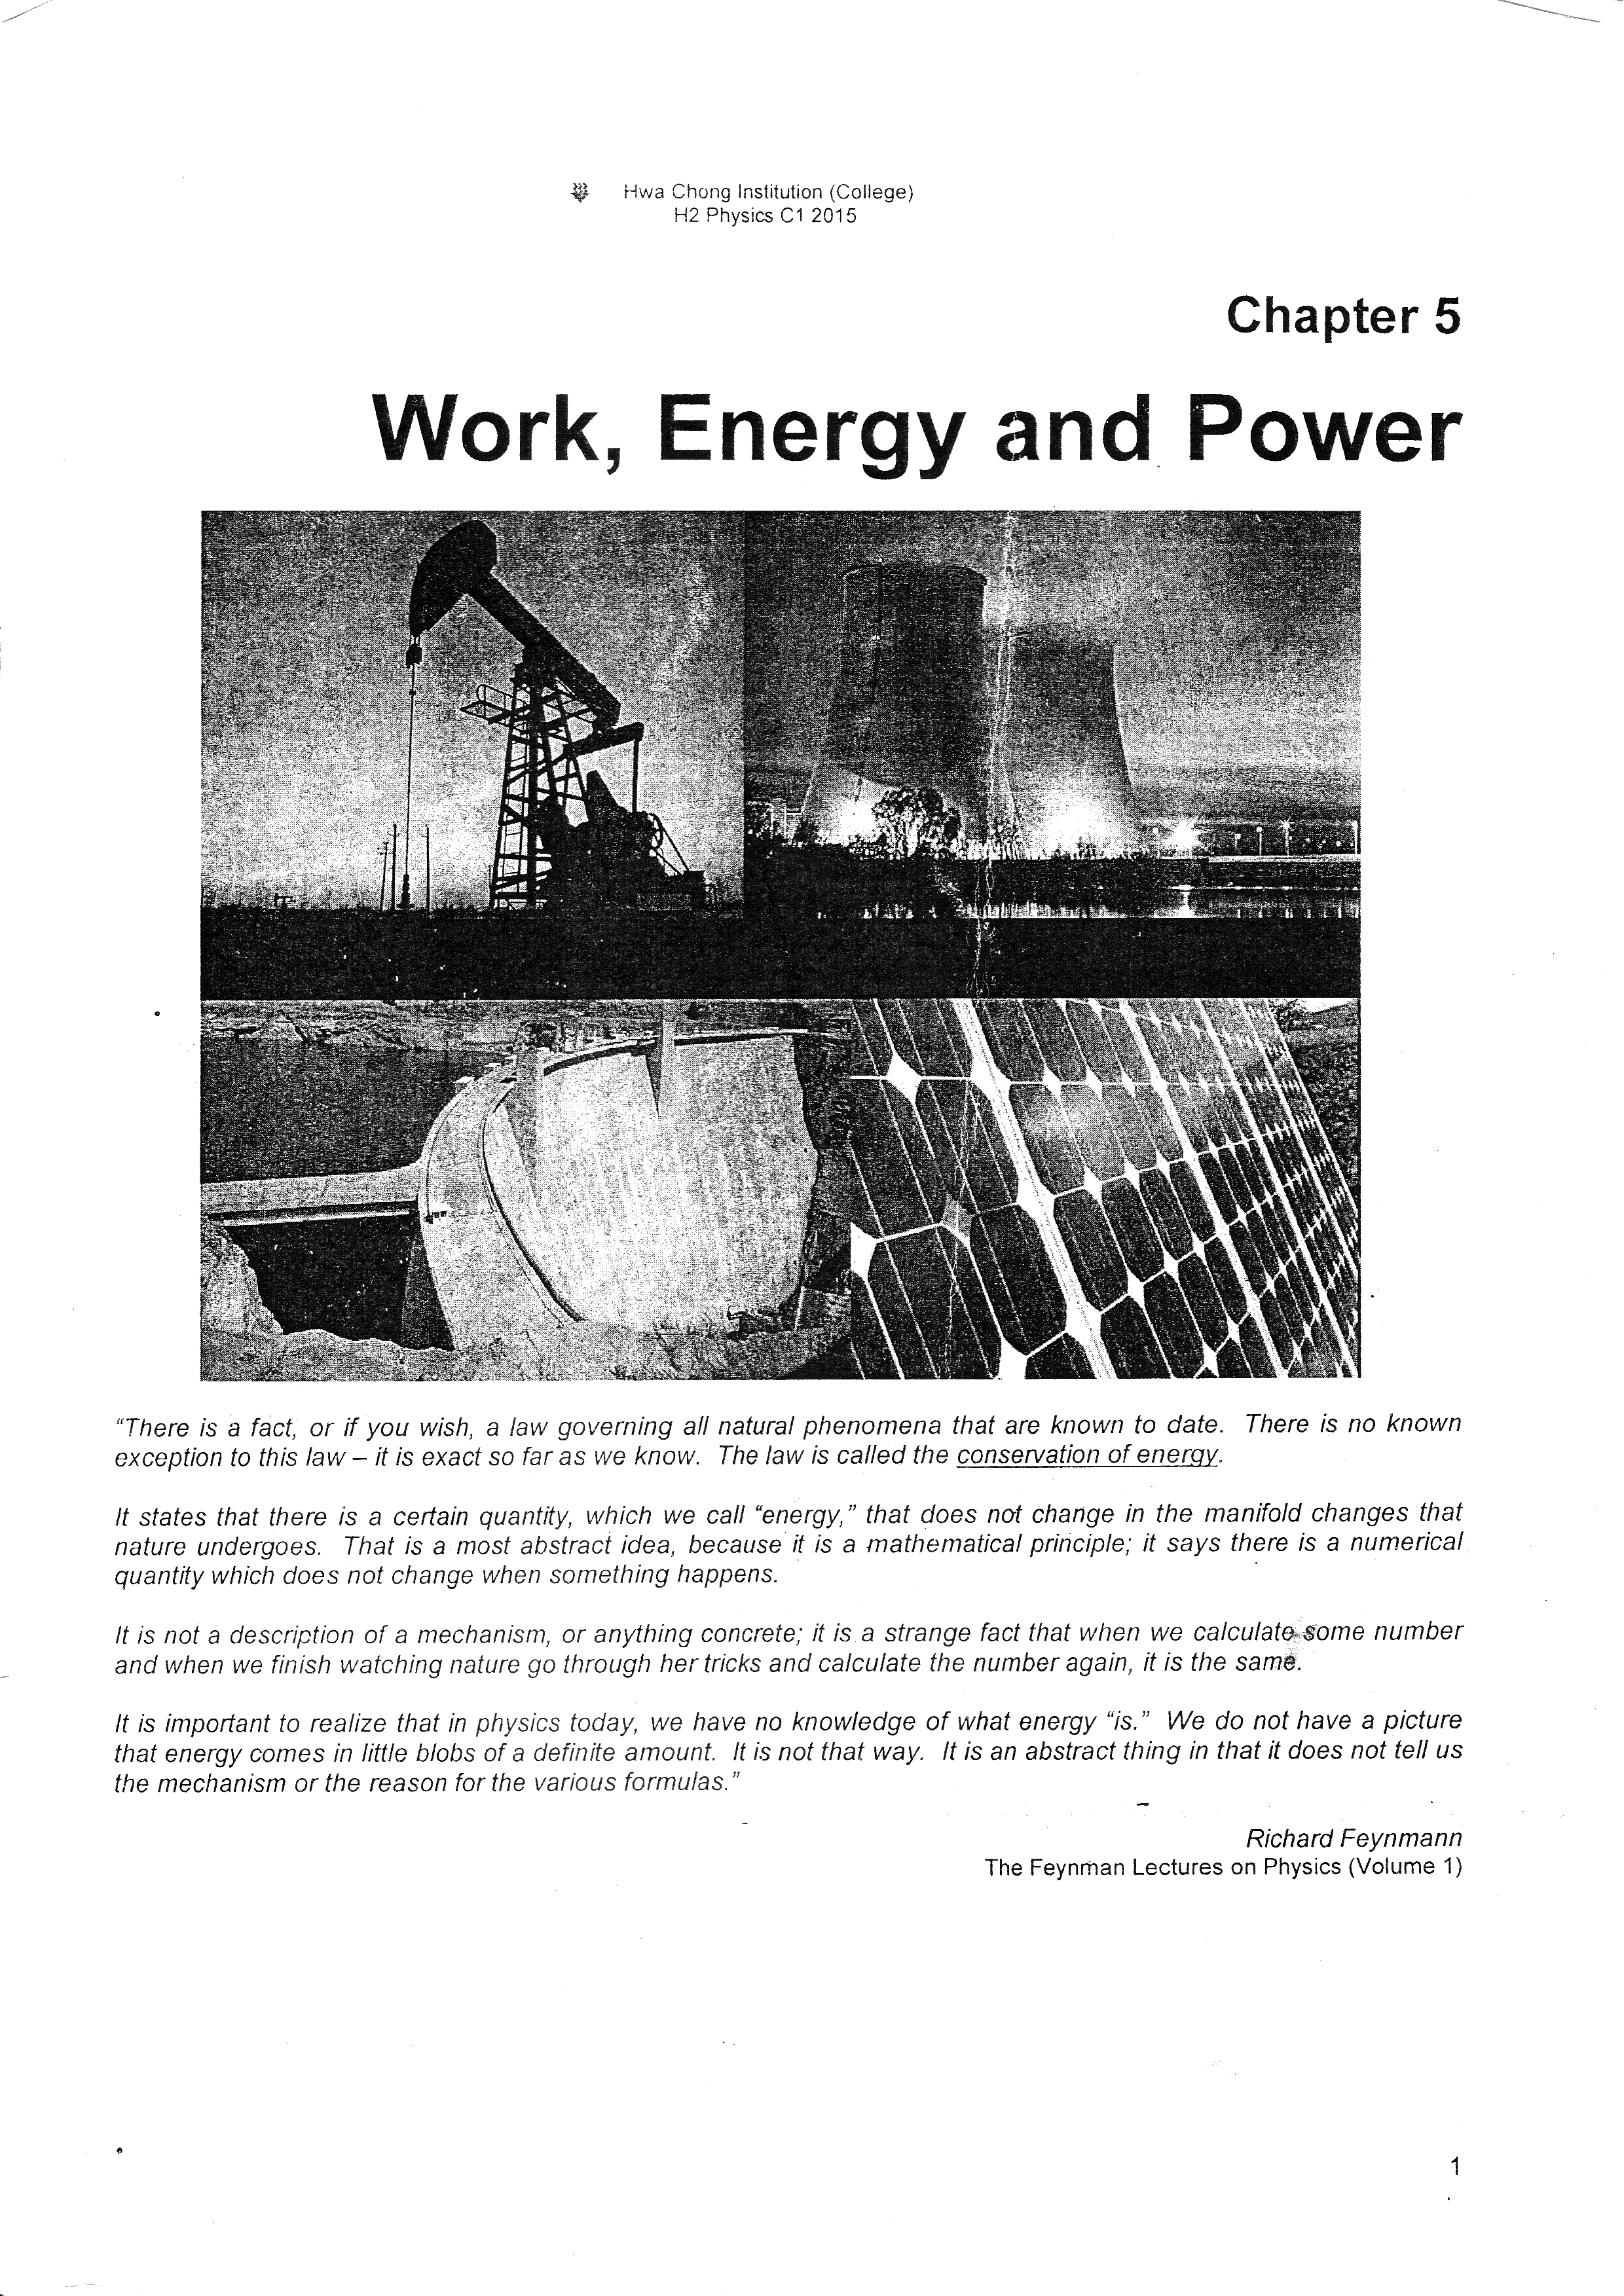 Hwa Chong Institution (College)
H2 Physics C1 2015
Chapter 5
Work, Energy and Power
“There is a fact, or if you wish, a law governing all natural phenomena that are known to date. There is no known
exception to this law – it is exact so far as we know. The law is called the conservation of energy.
It states that there is a certain quantity, which we call “energy,” that does not change in the manifold changes that
nature undergoes. That is a most abstract idea, because it is a mathematical principle; it says there is a numerical
quantity which does not change when something happens.
It is not a description of a mechanism, or anything concrete; it is a strange fact that when we calculate some number
and when we finish watching nature go through her tricks and calculate the number again, it is the same.
It is important to realize that in physics today, we have no knowledge of what energy “is.” We do not have a picture
that energy comes in little blobs of a definite amount. It is not that way. It is an abstract thing in that it does not tell us
the mechanism or the reason for the various formulas.”
Richard Feynmann
The Feynman Lectures on Physics (Volume 1)
1